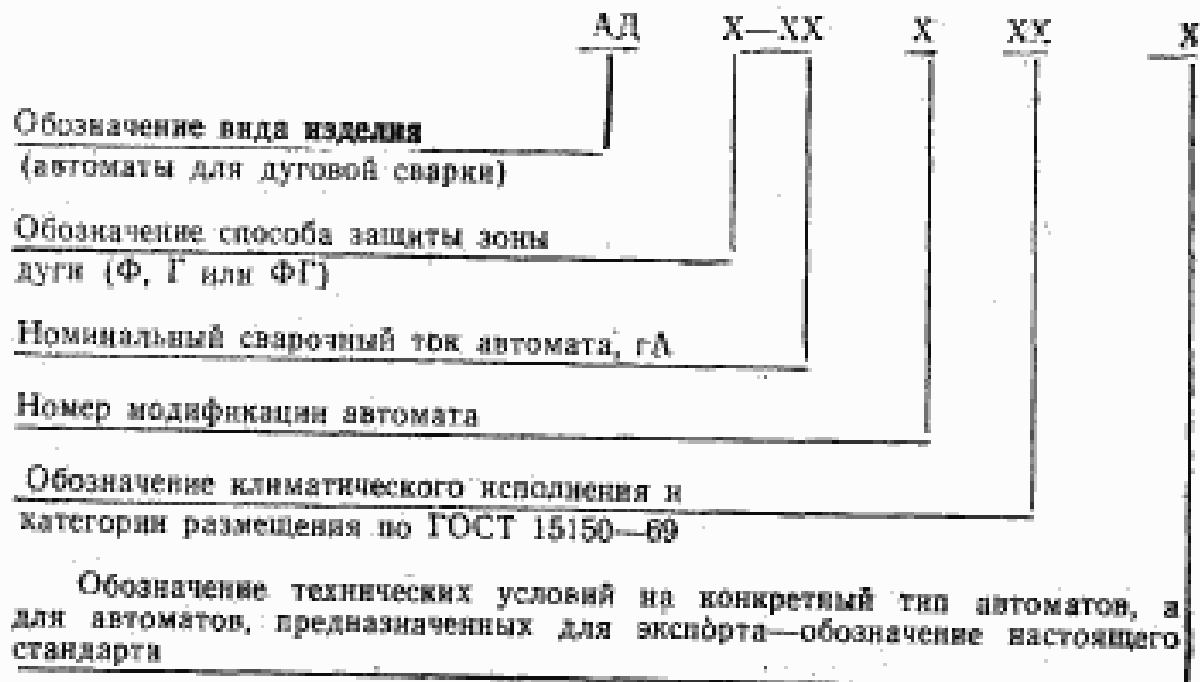 АД Х—ХХ Х ХХ Х
Обозначение вида изделия
(автоматы для дуговой сварки)
Обозначение способа защиты зоны
дуги (Ф, Г или ФГ)
Номинальный сварочный ток автомата, гА
Номер модификации автомата
Обозначение климатического исполнения и
категории размещения по ГОСТ 15150—69
Обозначение технических условий на конкретный тип автоматов, а
для автоматов, предназначенных для экспорта—обозначение настоящего
стандарта